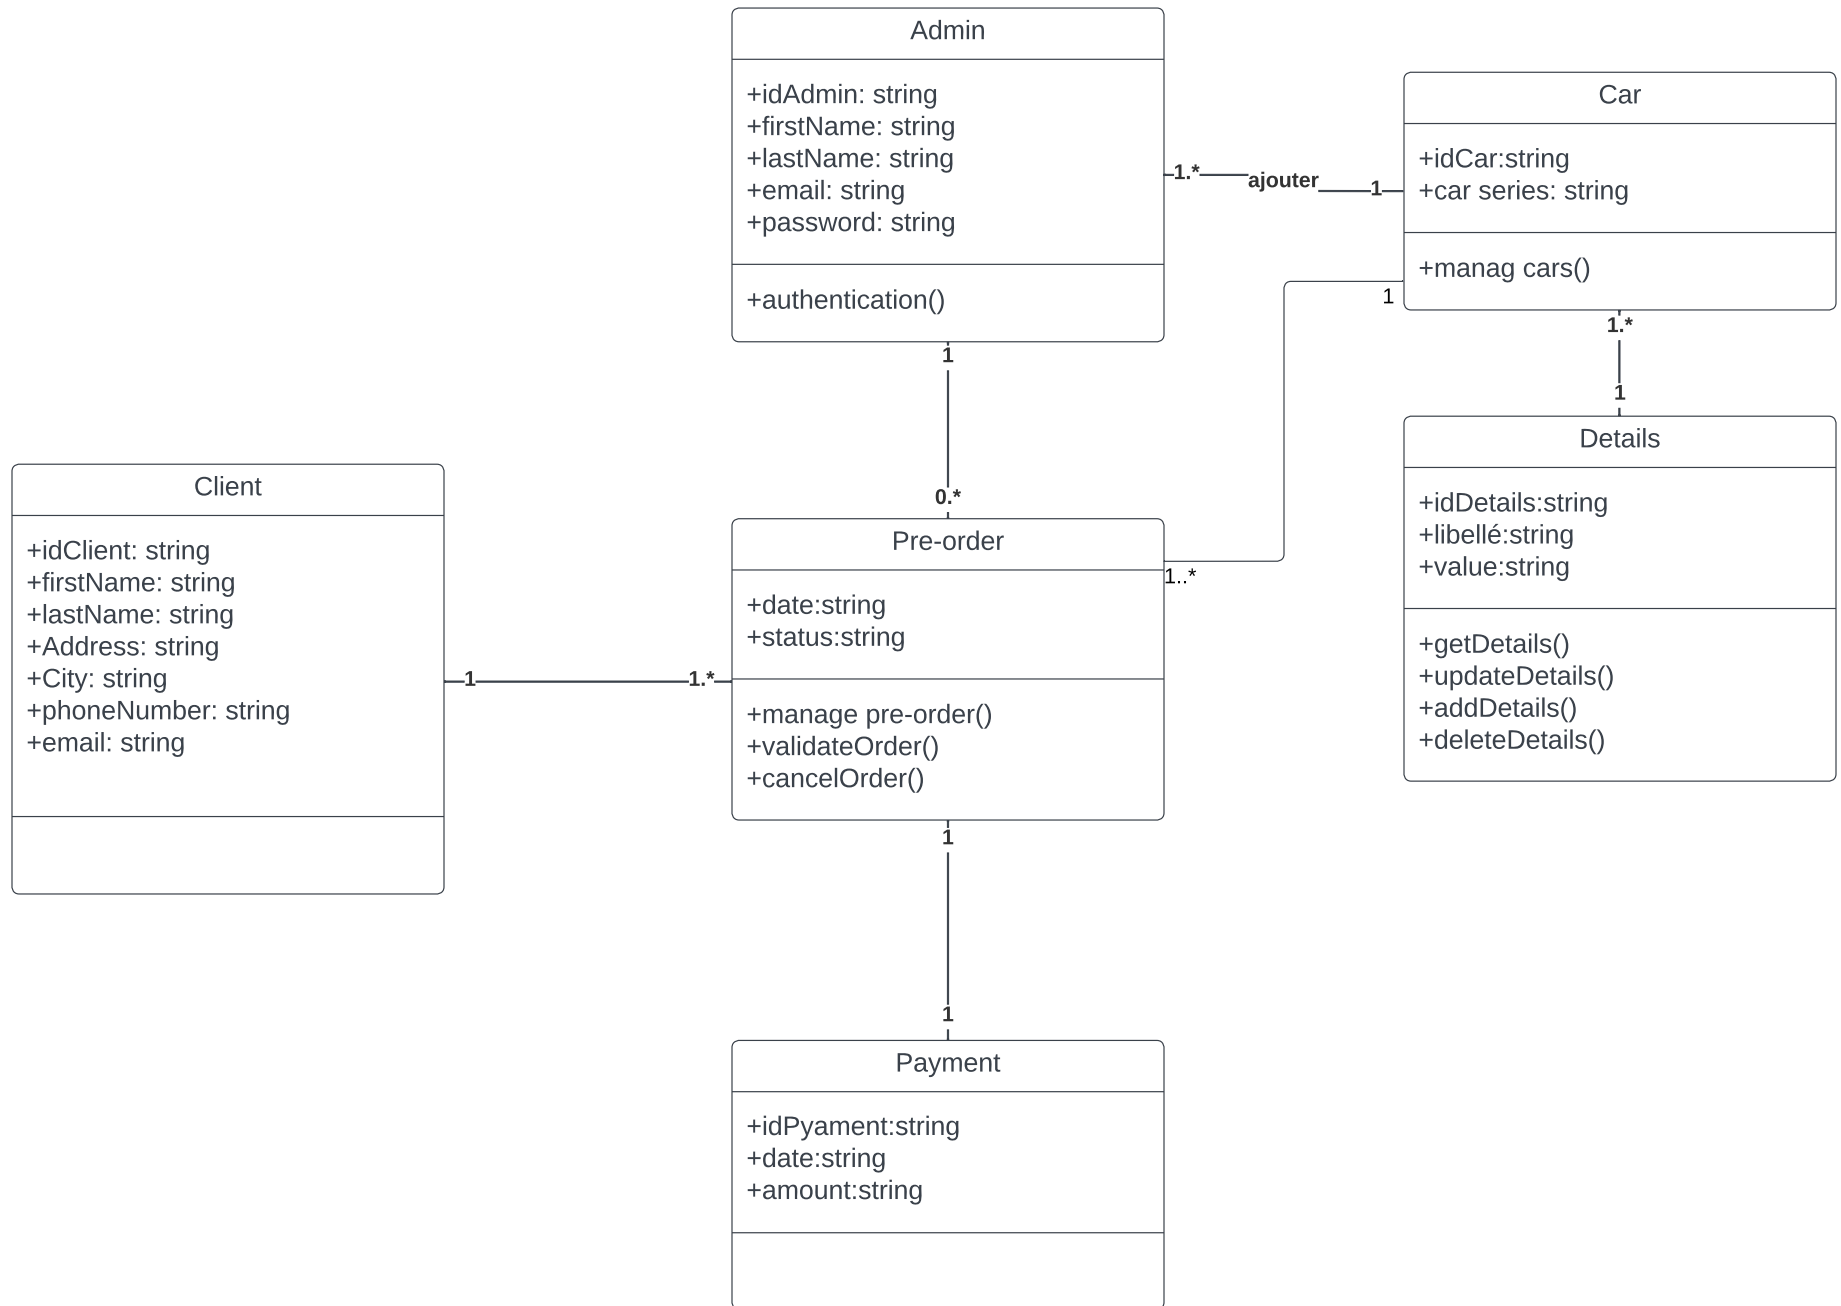 Admin
+idAdmin: string
+firstName: string
+lastName: string
+email: string
+password: string
+authentication()
1.*
ajouter
1
Car
+idCar:string
+car series: string
+manag cars()
1
1.*
1
1
0.*
Details
+idDetails:string
+libellé:string
+value:string
+getDetails()
+updateDetails()
+addDetails()
+deleteDetails()
Client
+idClient: string
+firstName: string
+lastName: string
+Address: string
+City: string
+phoneNumber: string
+email: string
1
1.*
Pre-order
1..*
+date:string
+status:string
+manage pre-order()
+validateOrder()
+cancelOrder()
1
1
Payment
+idPyament:string
+date:string
+amount:string